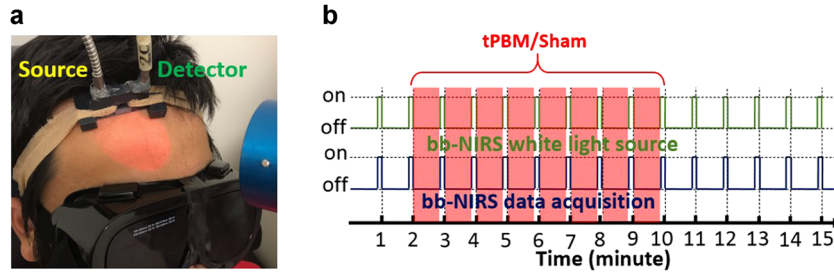 a
Source
Detector
b
tPBM/Sham
on
off
bb-NIRS white light source
on
off
bb-NIRS data acquisition
1 2 3 4 5 6 7 8 9 10 11 12 13 14 15
Time (minute)